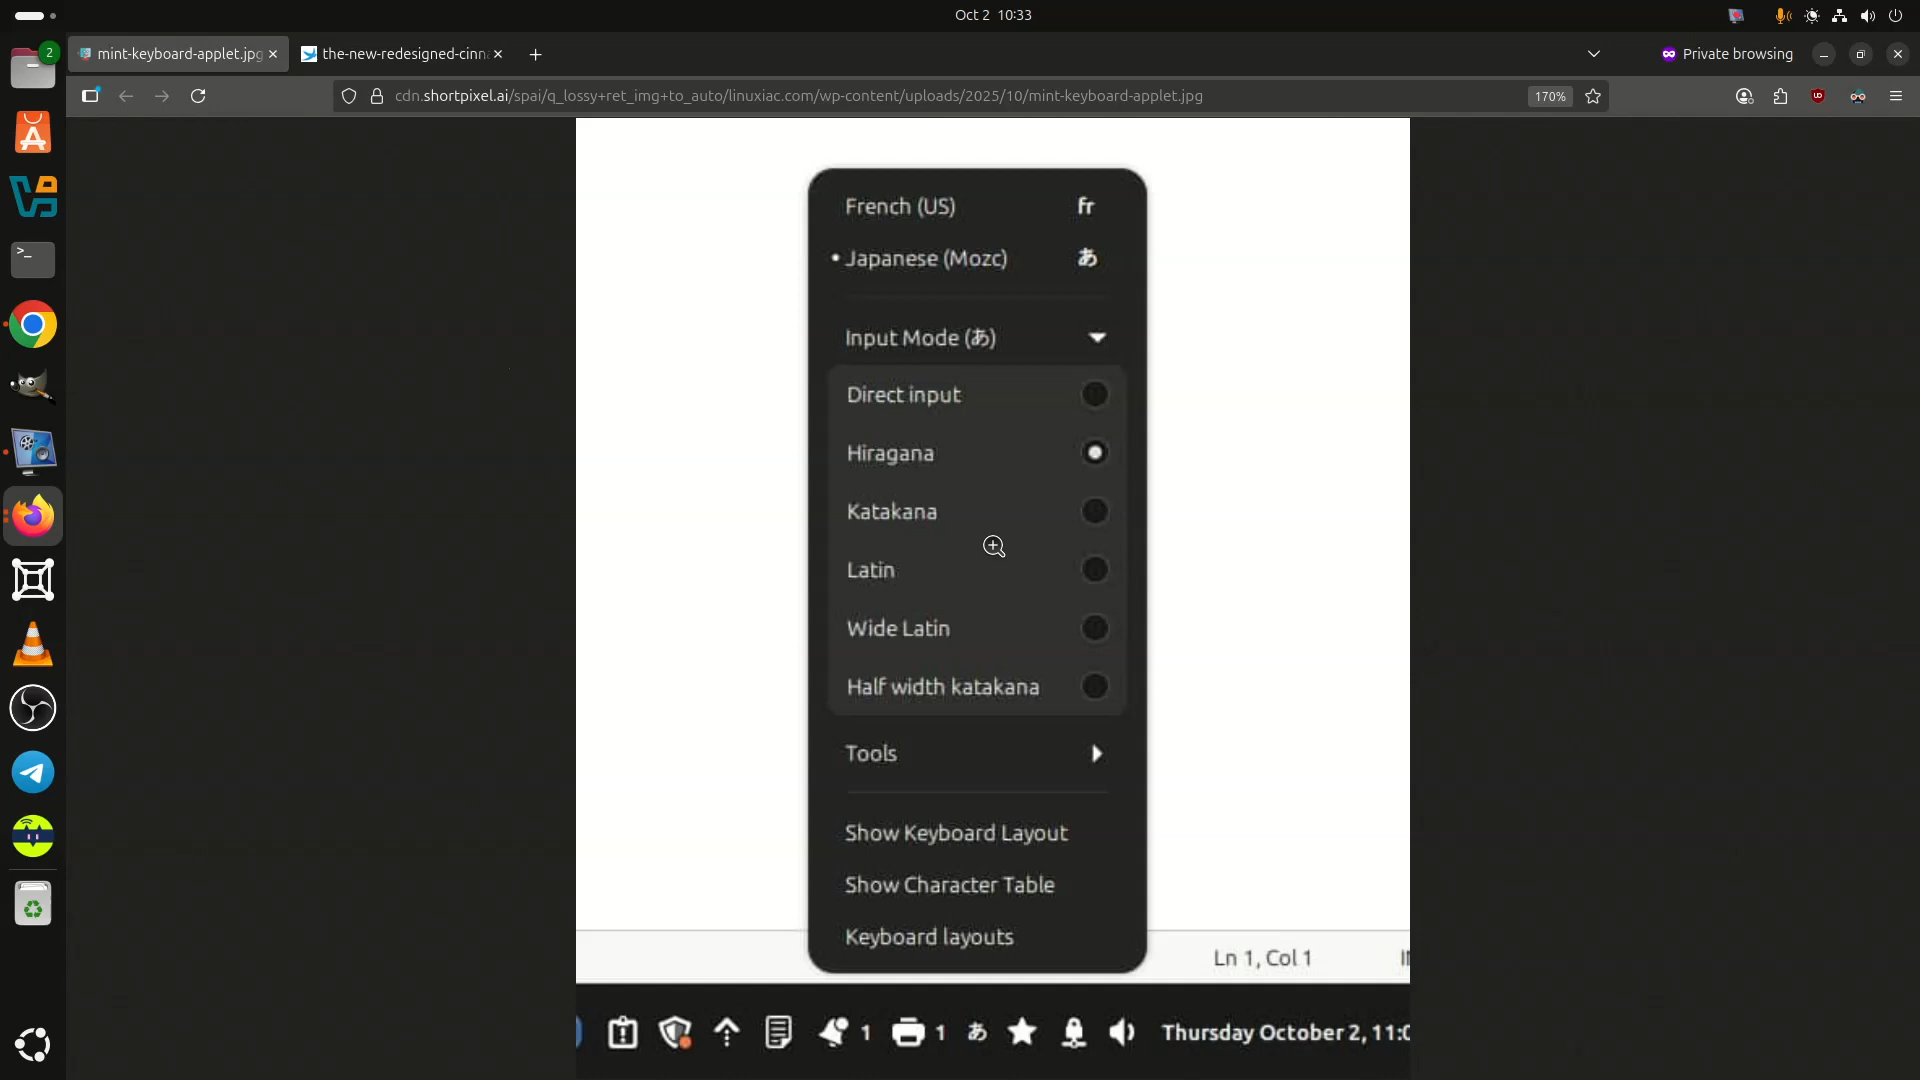 Oct 2 10:33
2
mint-keyboard-applet.jpg
the-new-redesigned-cinna
Private browsing
cdn.shortpixel.ai/spai/q_lossy+ret_img+to_auto/linuxiac.com/wp-content/uploads/2025/10/mint-keyboard-applet.jpg
170%
French (US) fr
• Japanese (Mozc) あ
Input Mode (あ)
Direct input
Hiragana
Katakana
Latin
Wide Latin
Half width katakana
Tools
Show Keyboard Layout
Show Character Table
Keyboard layouts
Ln 1, Col 1
1 1 あ Thursday October 2, 11:0